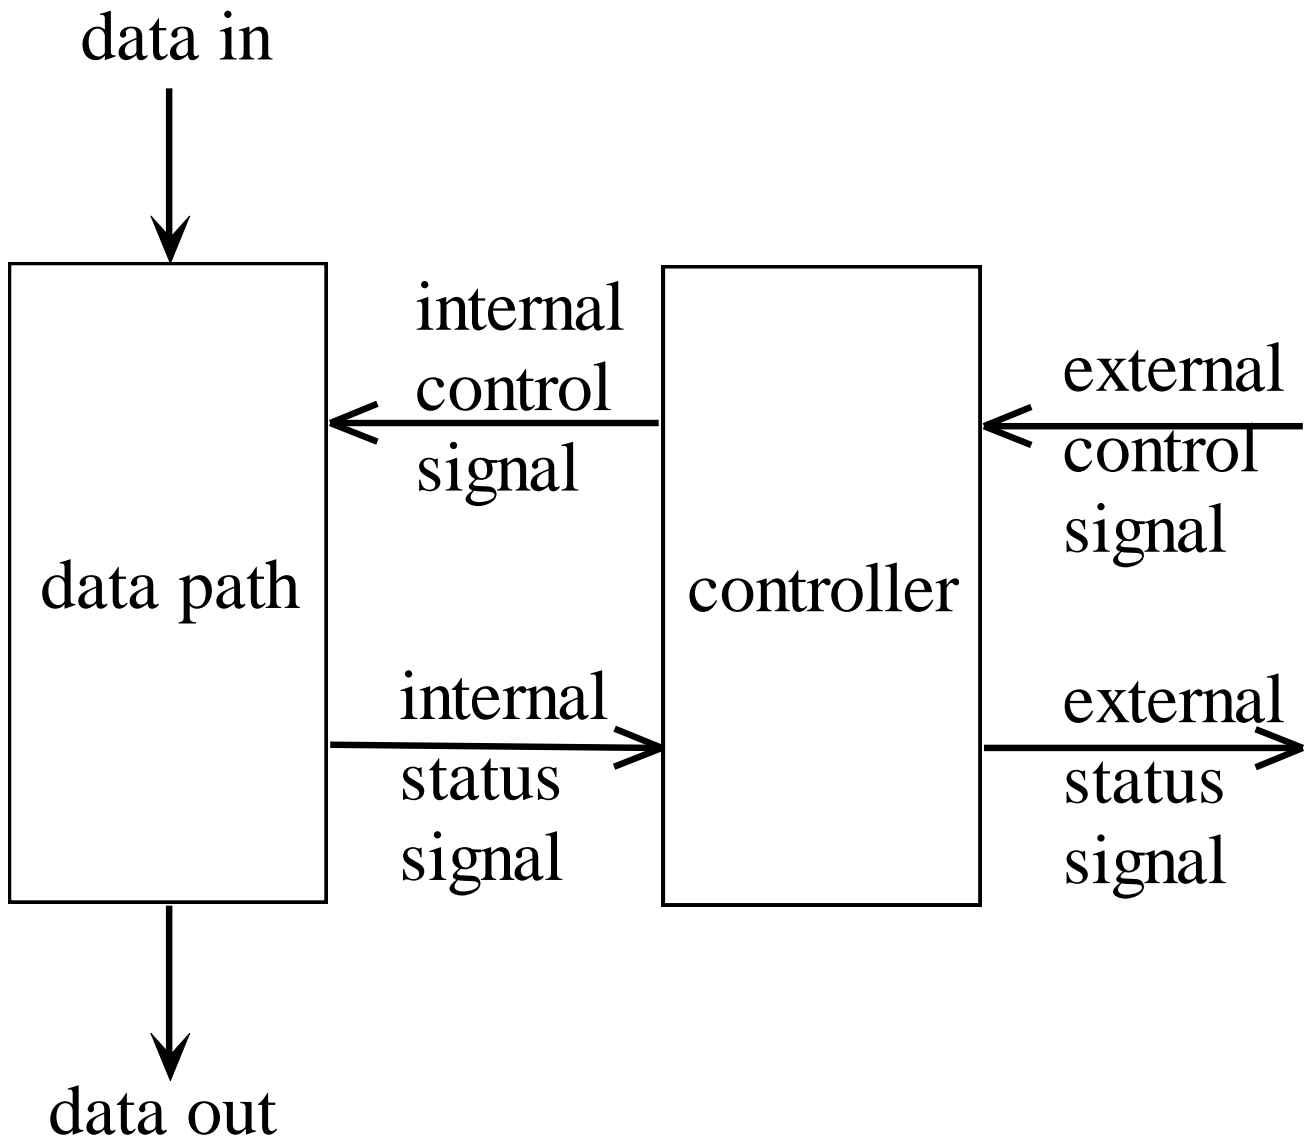 data in
internal
control
signal
external
control
signal
data path
controller
internal
status
signal
external
status
signal
data out